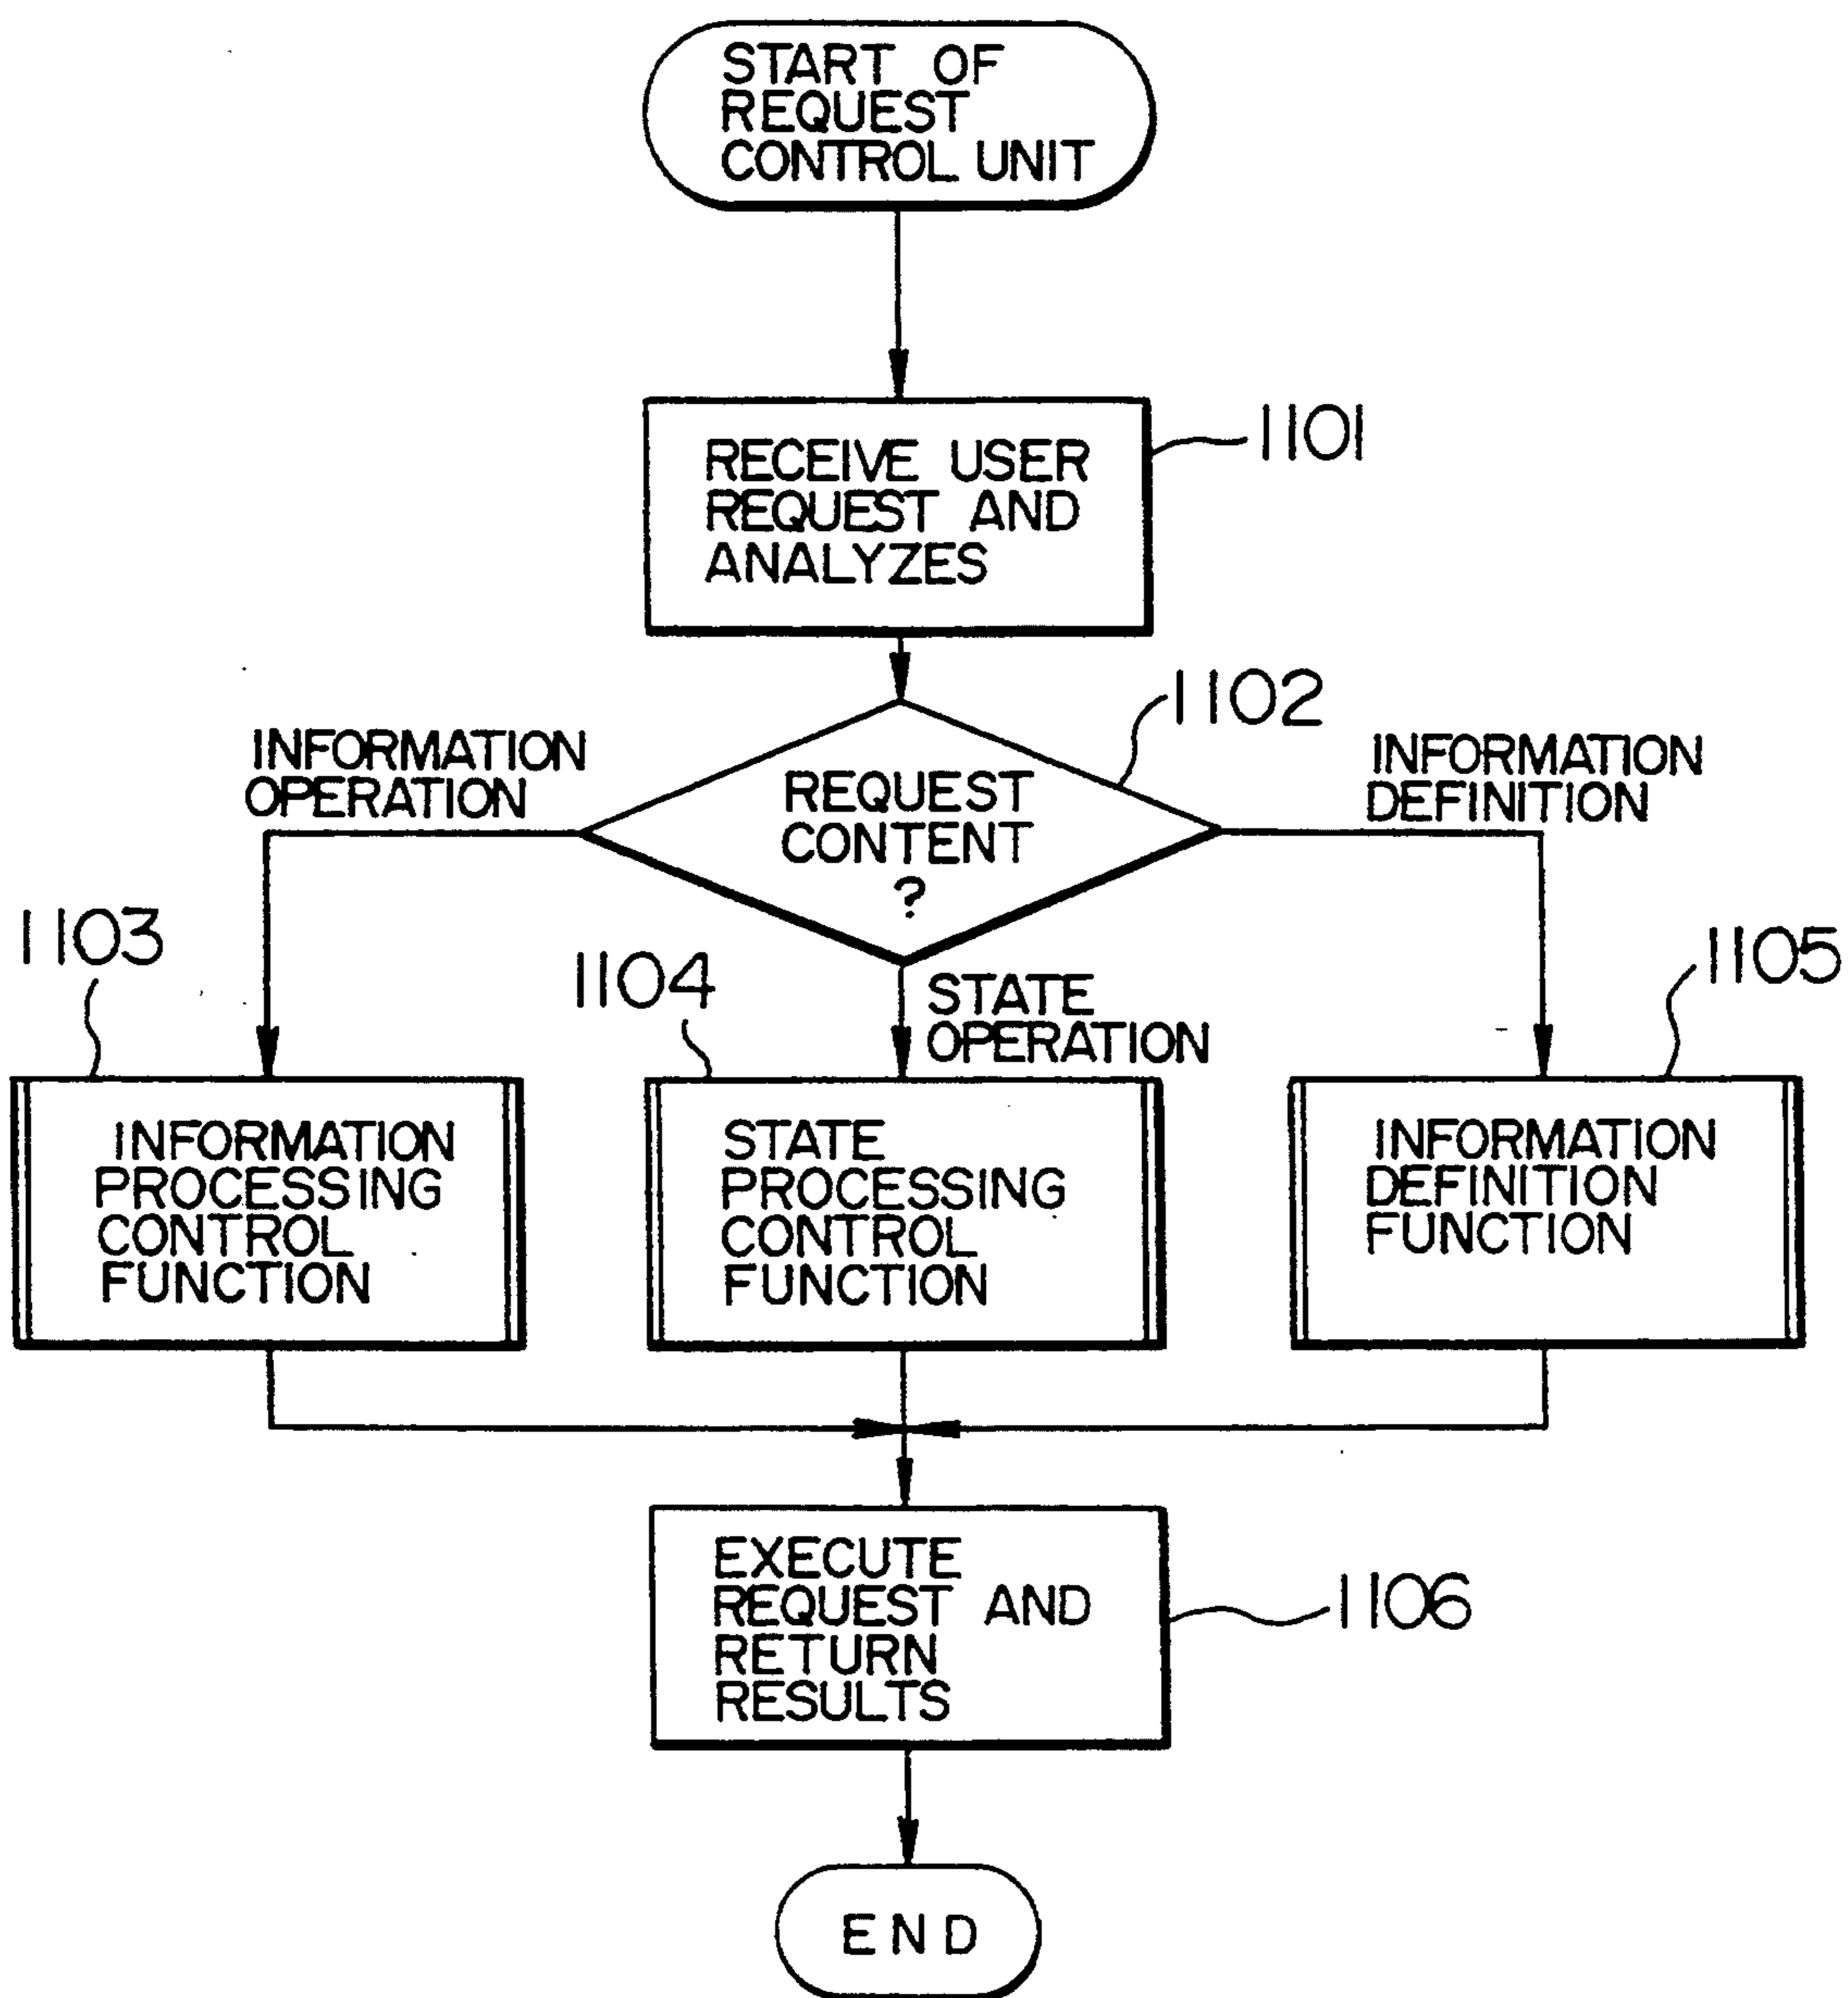 START OF
REQUEST
CONTROL UNIT
RECEIVE USER
REQUEST AND
ANALYZES
1101
REQUEST
CONTENT
?
1102
INFORMATION
OPERATION
INFORMATION
DEFINITION
STATE
OPERATION
1103
INFORMATION
PROCESSING
CONTROL
FUNCTION
1104
STATE
PROCESSING
CONTROL
FUNCTION
1105
INFORMATION
DEFINITION
FUNCTION
EXECUTE
REQUEST AND
RETURN
RESULTS
1106
END